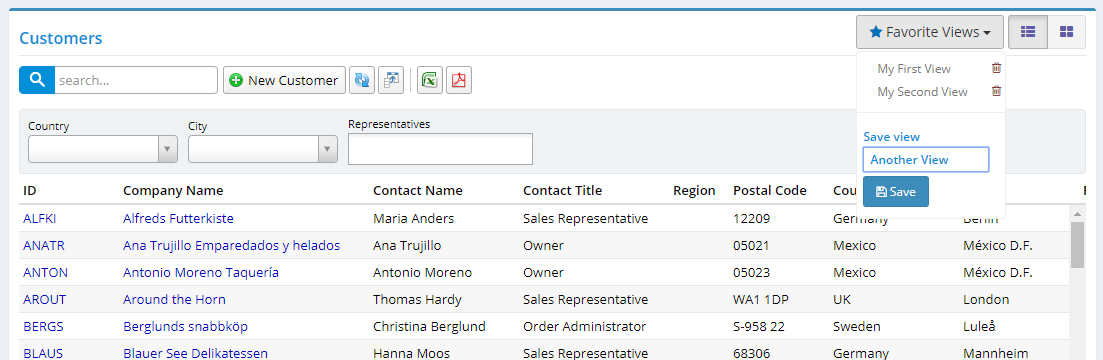 Customers
Favorite Views
search...
New Customer
My First View
My Second View
Save view
Another View
Save
Country
City
Representatives
ID Company Name Contact Name Contact Title Region Postal Code
ALFKI Alfreds Futterkiste Maria Anders Sales Representative 12209 Germany Berlin
ANATR Ana Trujillo Emparedados y helados Ana Trujillo Owner 05021 Mexico México D.F.
ANTON Antonio Moreno Taquería Antonio Moreno Owner 05023 Mexico México D.F.
AROUT Around the Horn Thomas Hardy Sales Representative WA1 1DP UK London
BERGS Berglunds snabbköp Christina Berglund Order Administrator S-958 22 Sweden Luleå
BLAUS Blauer See Delikatessen Hanna Moos Sales Representative 68306 Germany Mannheim